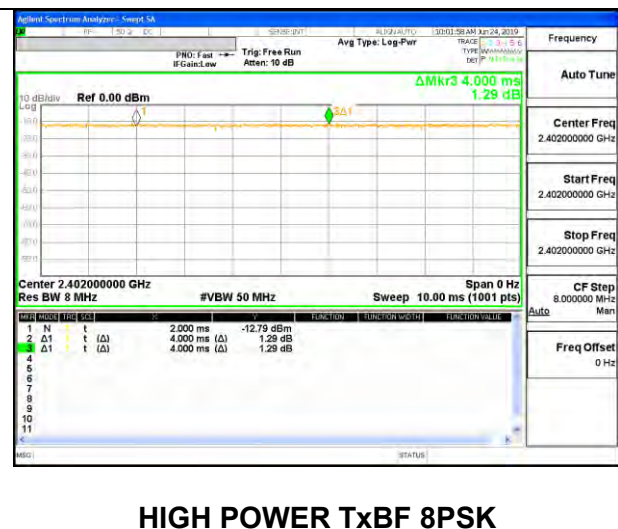 Agilent Spectrum Analyzer - Swept SA
RF 50 Ω DC SENSE:INT ALIGN AUTO 10:01:58 AM Jun 24, 2019
Avg Type: Log-Pwr TRACE 1 2 3 4 5 6
PNO: Fast Trig: Free Run TYPE
IFGain:Low Atten: 10 dB DET P
Frequency
Auto Tune
ΔMkr3 4.000 ms
1.29 dB
10 dB/div Ref 0.00 dBm
Log
1 3Δ1
Center Freq
2.402000000 GHz
Start Freq
2.402000000 GHz
Stop Freq
2.402000000 GHz
Center 2.402000000 GHz Span 0 Hz
Res BW 8 MHz #VBW 50 MHz Sweep 10.00 ms (1001 pts)
CF Step
8.000000 MHz
Auto Man
MKR MODE TRC SCL X Y FUNCTION FUNCTION WIDTH FUNCTION VALUE
1 N t 2.000 ms -12.79 dBm
2 Δ1 t (Δ) 4.000 ms (Δ) 1.29 dB
3 Δ1 t (Δ) 4.000 ms (Δ) 1.29 dB
4
5
6
7
8
9
10
11
Freq Offset
0 Hz
MSG STATUS
HIGH POWER TxBF 8PSK